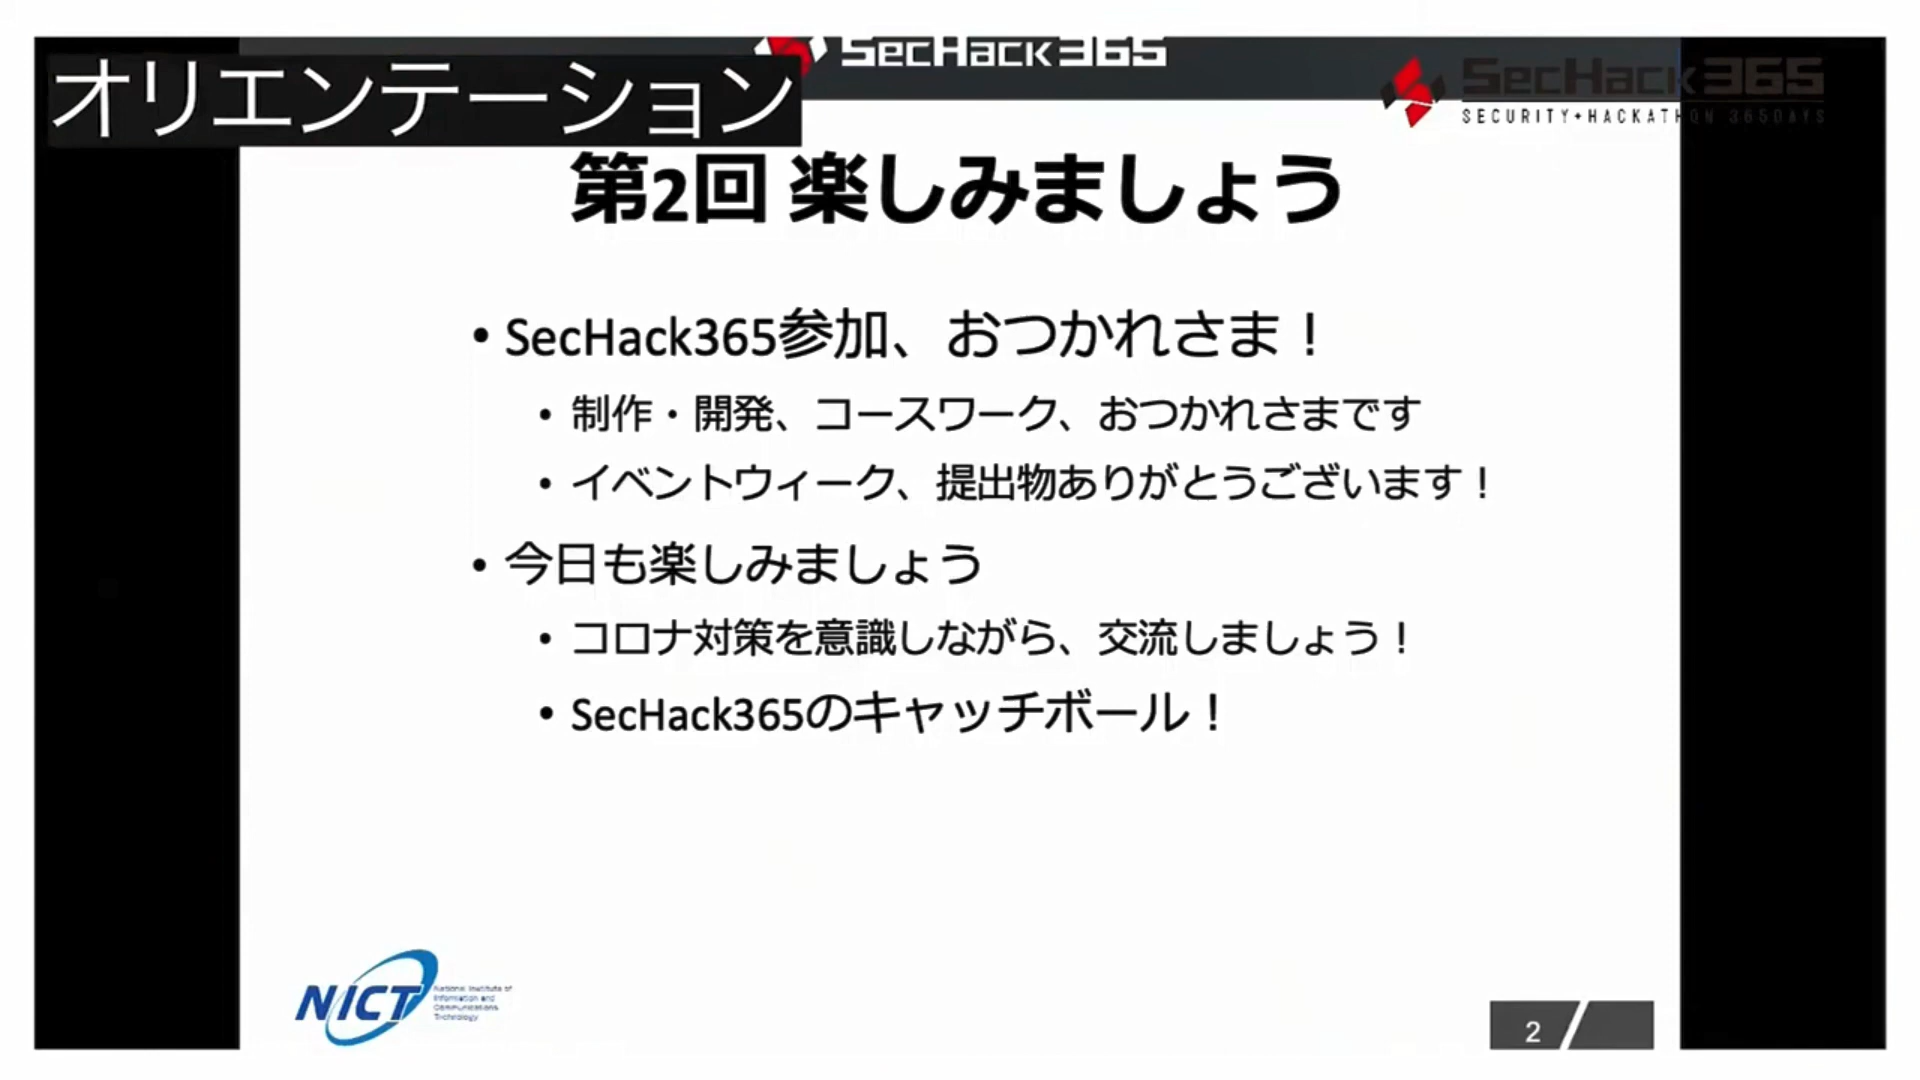 SecHack365
オリエンテーション
SecHack365
SECURITY+HACKATHON 365DAYS
第2回 楽しみましょう
• SecHack365参加、おつかれさま！
• 制作・開発、コースワーク、おつかれさまです
• イベントウィーク、提出物ありがとうございます！
• 今日も楽しみましょう
• コロナ対策を意識しながら、交流しましょう！
• SecHack365のキャッチボール！
NICT
National Institute of
Information and
Communications
Technology
2